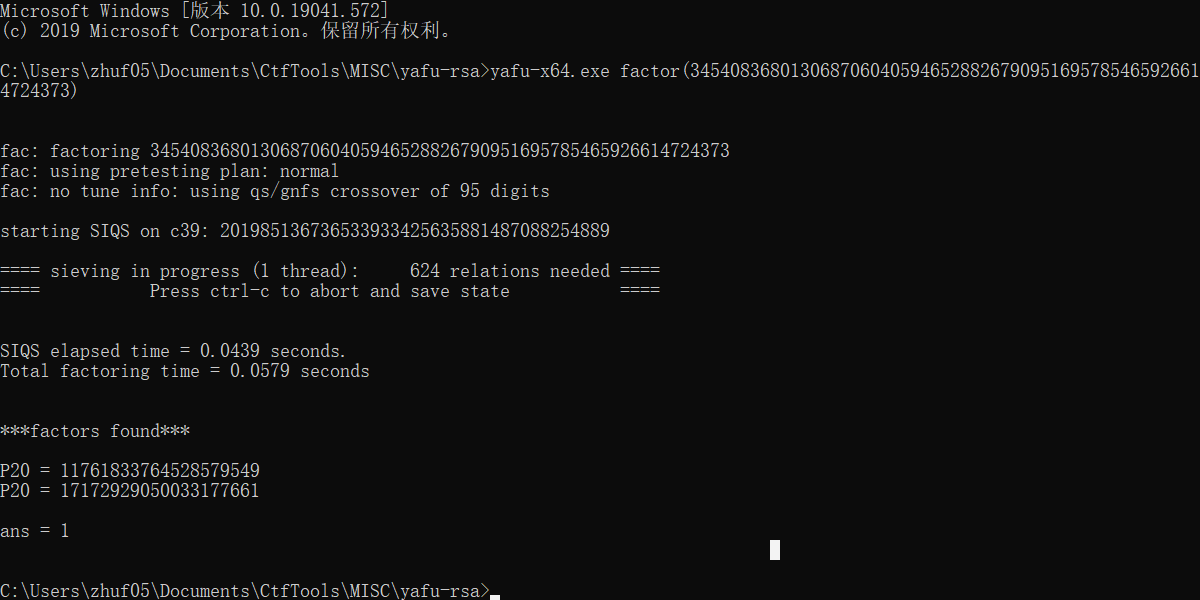 Microsoft Windows [版本 10.0.19041.572]
(c) 2019 Microsoft Corporation。保留所有权利。
C:\Users\zhuf05\Documents\CtfTools\MISC\yafu-rsa>yafu-x64.exe factor(345408368013068706040594652882679095169578546592661
4724373)
fac: factoring 3454083680130687060405946528826790951695785465926614724373
fac: using pretesting plan: normal
fac: no tune info: using qs/gnfs crossover of 95 digits
starting SIQS on c39: 201985136736533933425635881487088254889
==== sieving in progress (1 thread):     624 relations needed ====
====           Press ctrl-c to abort and save state           ====
SIQS elapsed time = 0.0439 seconds.
Total factoring time = 0.0579 seconds
***factors found***
P20 = 11761833764528579549
P20 = 17172929050033177661
ans = 1
C:\Users\zhuf05\Documents\CtfTools\MISC\yafu-rsa>